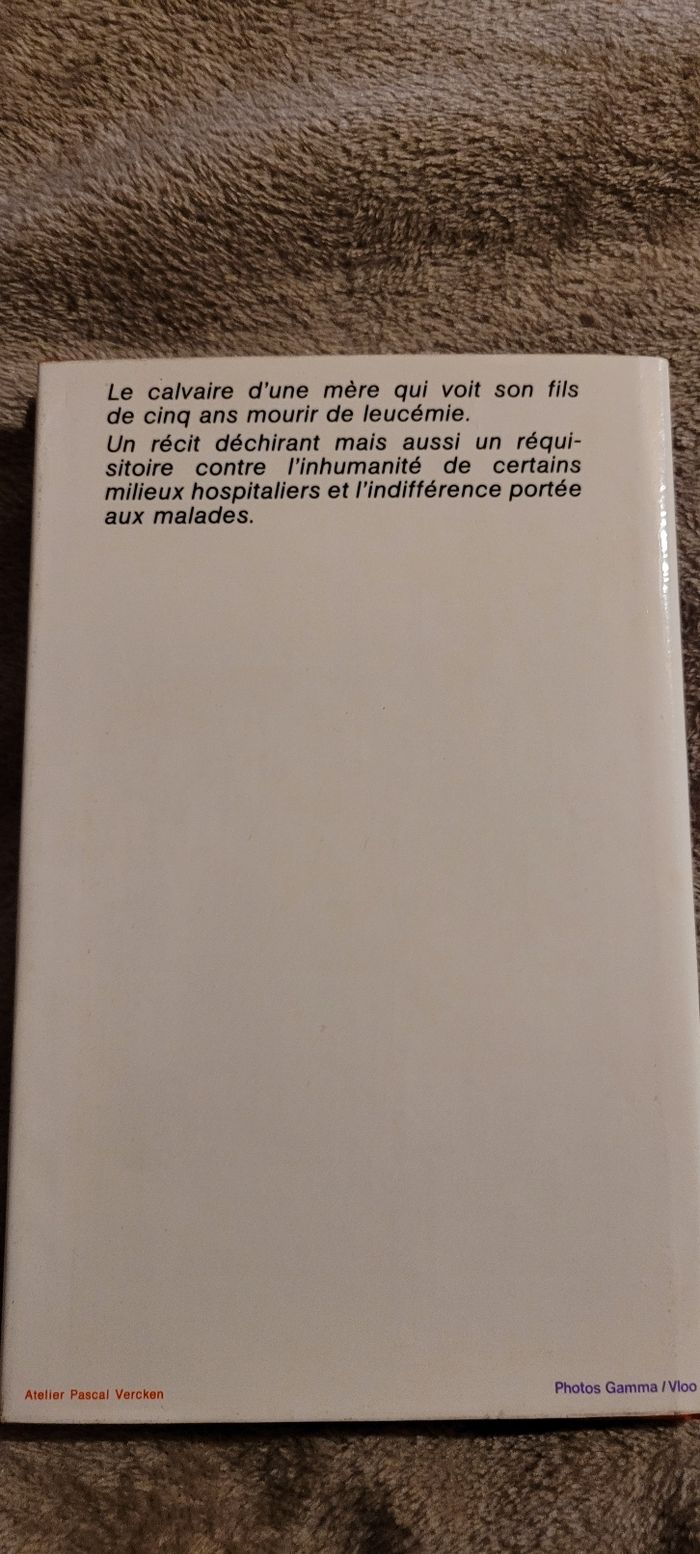 Le calvaire d'une mère qui voit son fils
de cinq ans mourir de leucémie.
Un récit déchirant mais aussi un réqui-
sitoire contre l'inhumanité de certains
milieux hospitaliers et l'indifférence portée
aux malades.
Atelier Pascal Vercken
Photos Gamma / Vloo